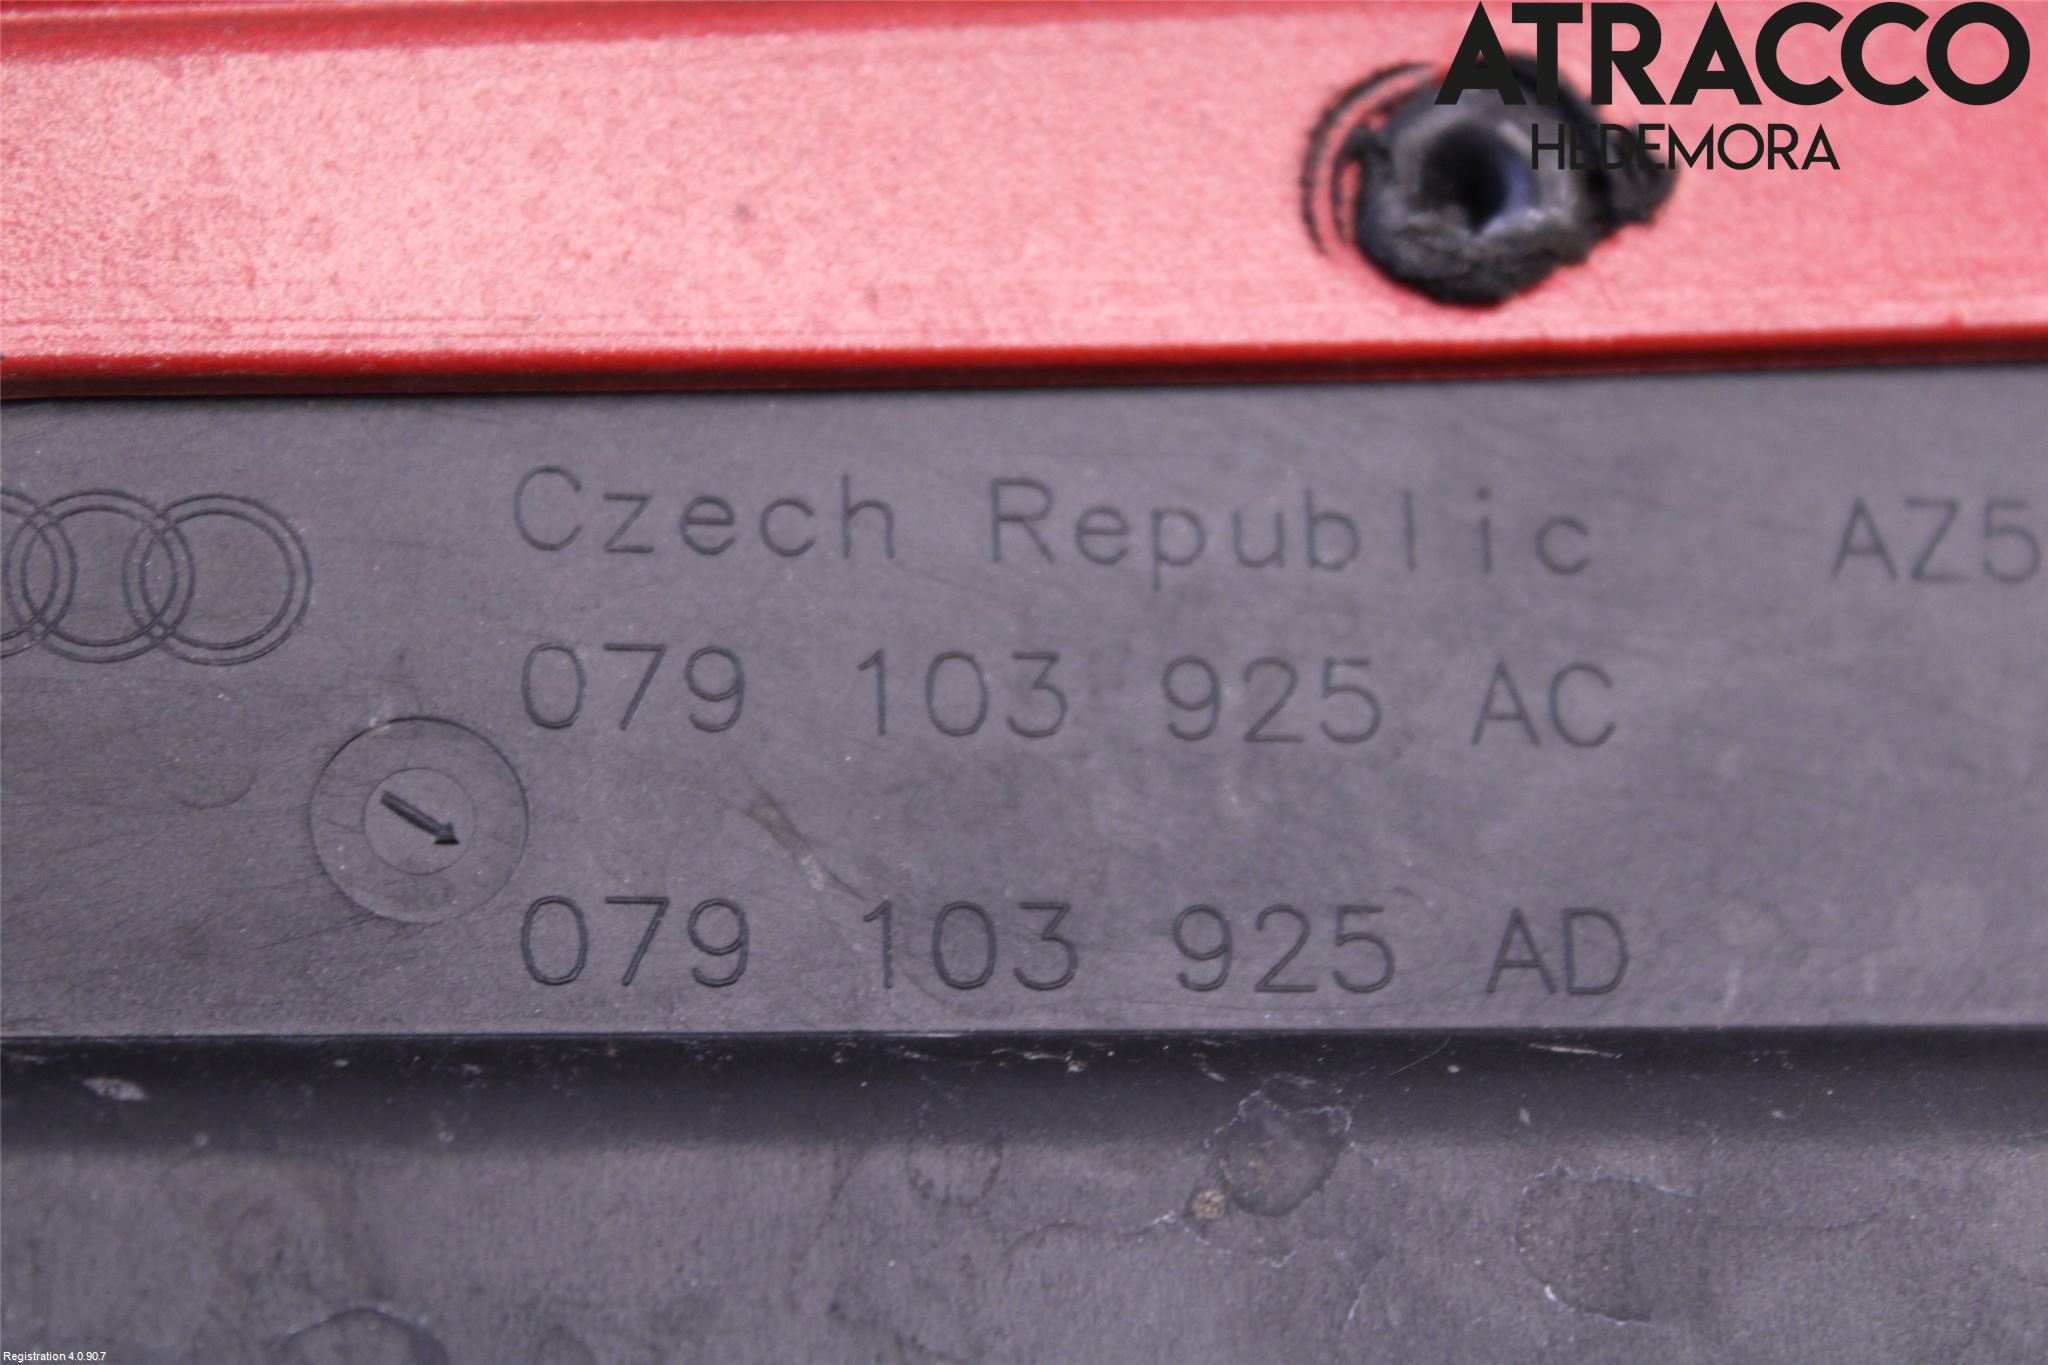 ATRACCO
HEDEMORA
Czech Republic AZ5
079 103 925 AC
079 103 925 AD
Registration 4.0.90.7